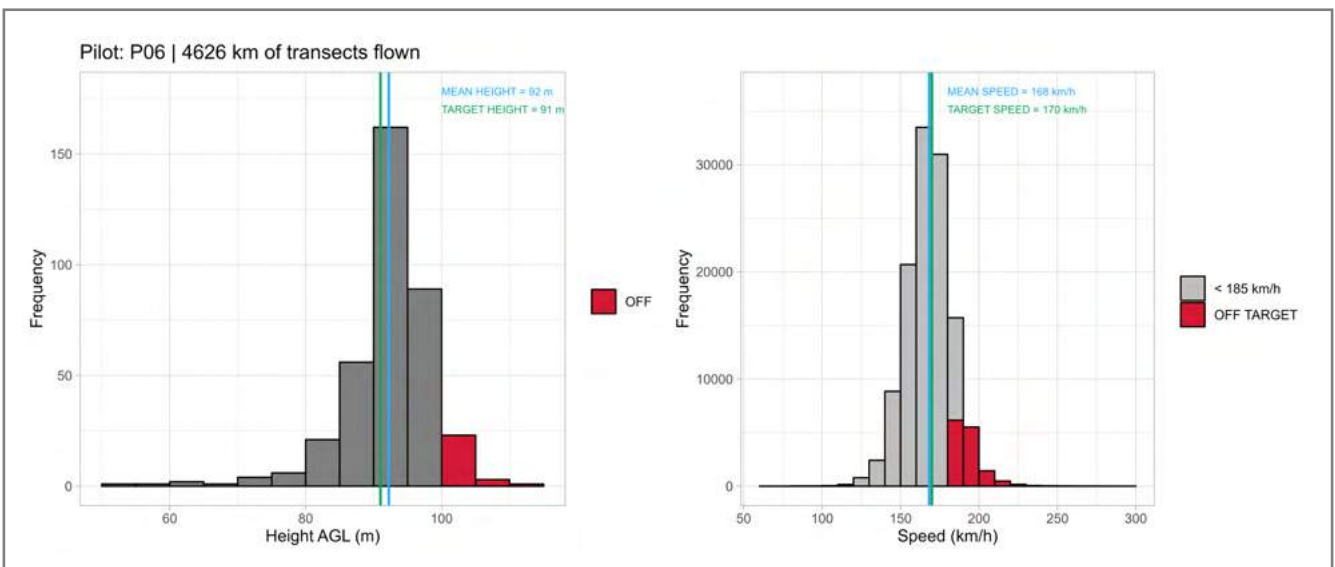 Pilot: P06 | 4626 km of transects flown
MEAN HEIGHT = 92 m
TARGET HEIGHT = 91 m
150
100
50
0
Frequency
60 80 100
Height AGL (m)
OFF
MEAN SPEED = 168 km/h
TARGET SPEED = 170 km/h
30000
20000
10000
0
Frequency
50 100 150 200 250 300
Speed (km/h)
< 185 km/h
OFF TARGET